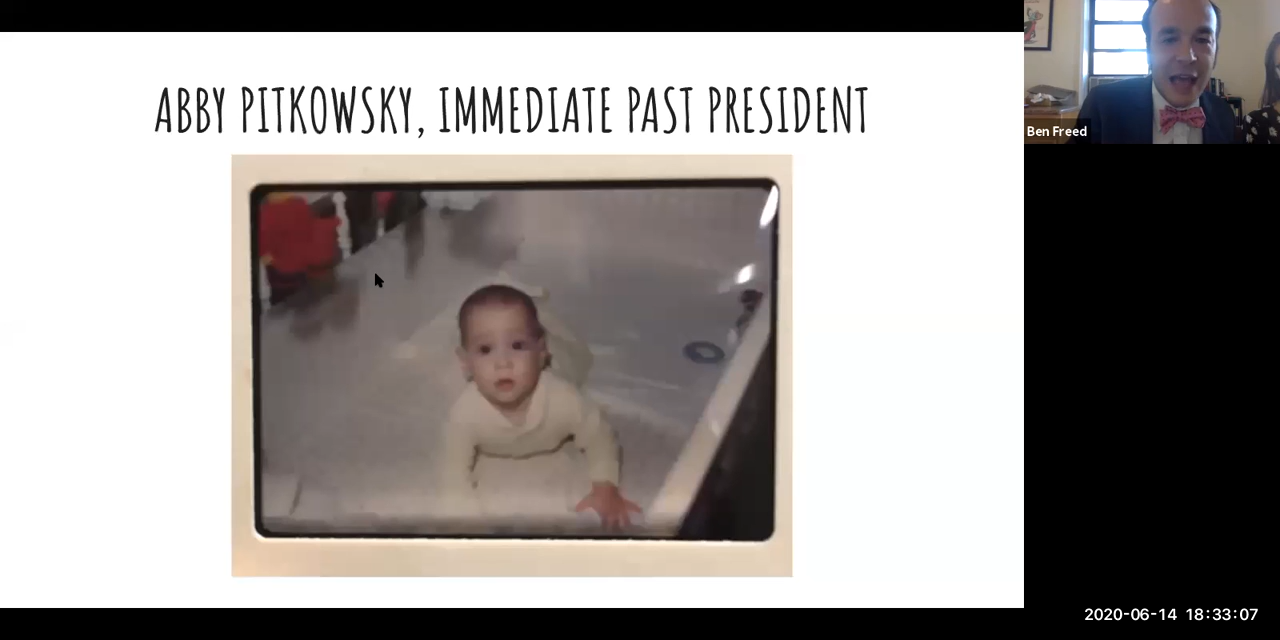 ABBY PITKOWSKY, IMMEDIATE PAST PRESIDENT
Ben Freed
2020-06-14 18:33:07